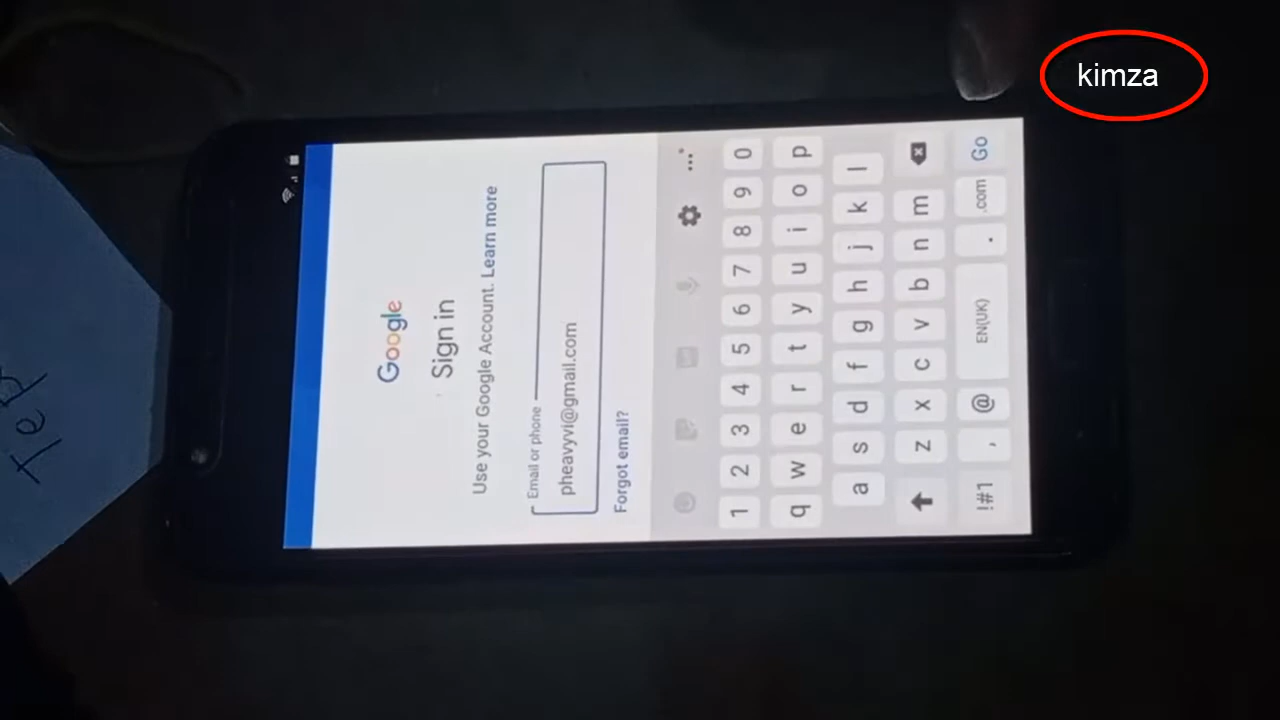 kimza
Google
Sign in
Use your Google Account. Learn more
Email or phone
pheavyvi@gmail.com
Forgot email?
1 2 3 4 5 6 7 8 9 0
q w e r t y u i o p
a s d f g h j k l
z x c v b n m
!#1 , @ EN(UK) . .com Go